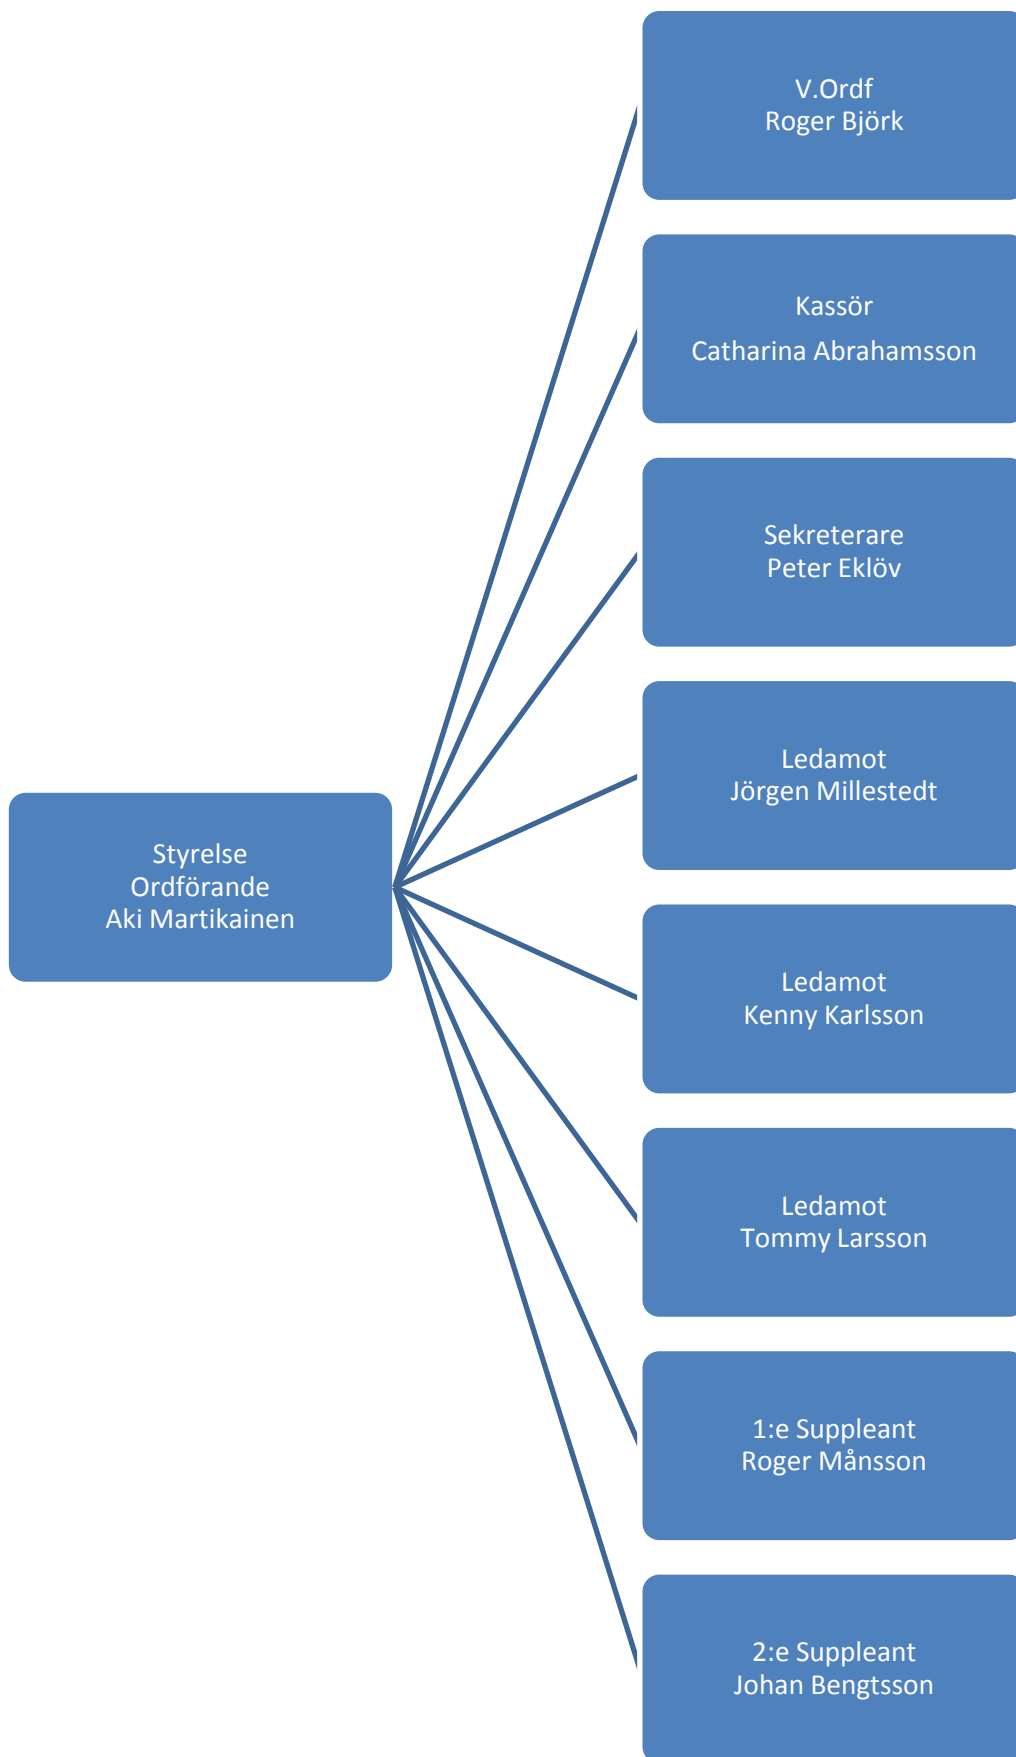 V.Ordf
Roger Björk
Kassör
Catharina Abrahamsson
Sekreterare
Peter Eklöv
Ledamot
Jörgen Millestedt
Styrelse
Ordförande
Aki Martikainen
Ledamot
Kenny Karlsson
Ledamot
Tommy Larsson
1:e Suppleant
Roger Månsson
2:e Suppleant
Johan Bengtsson